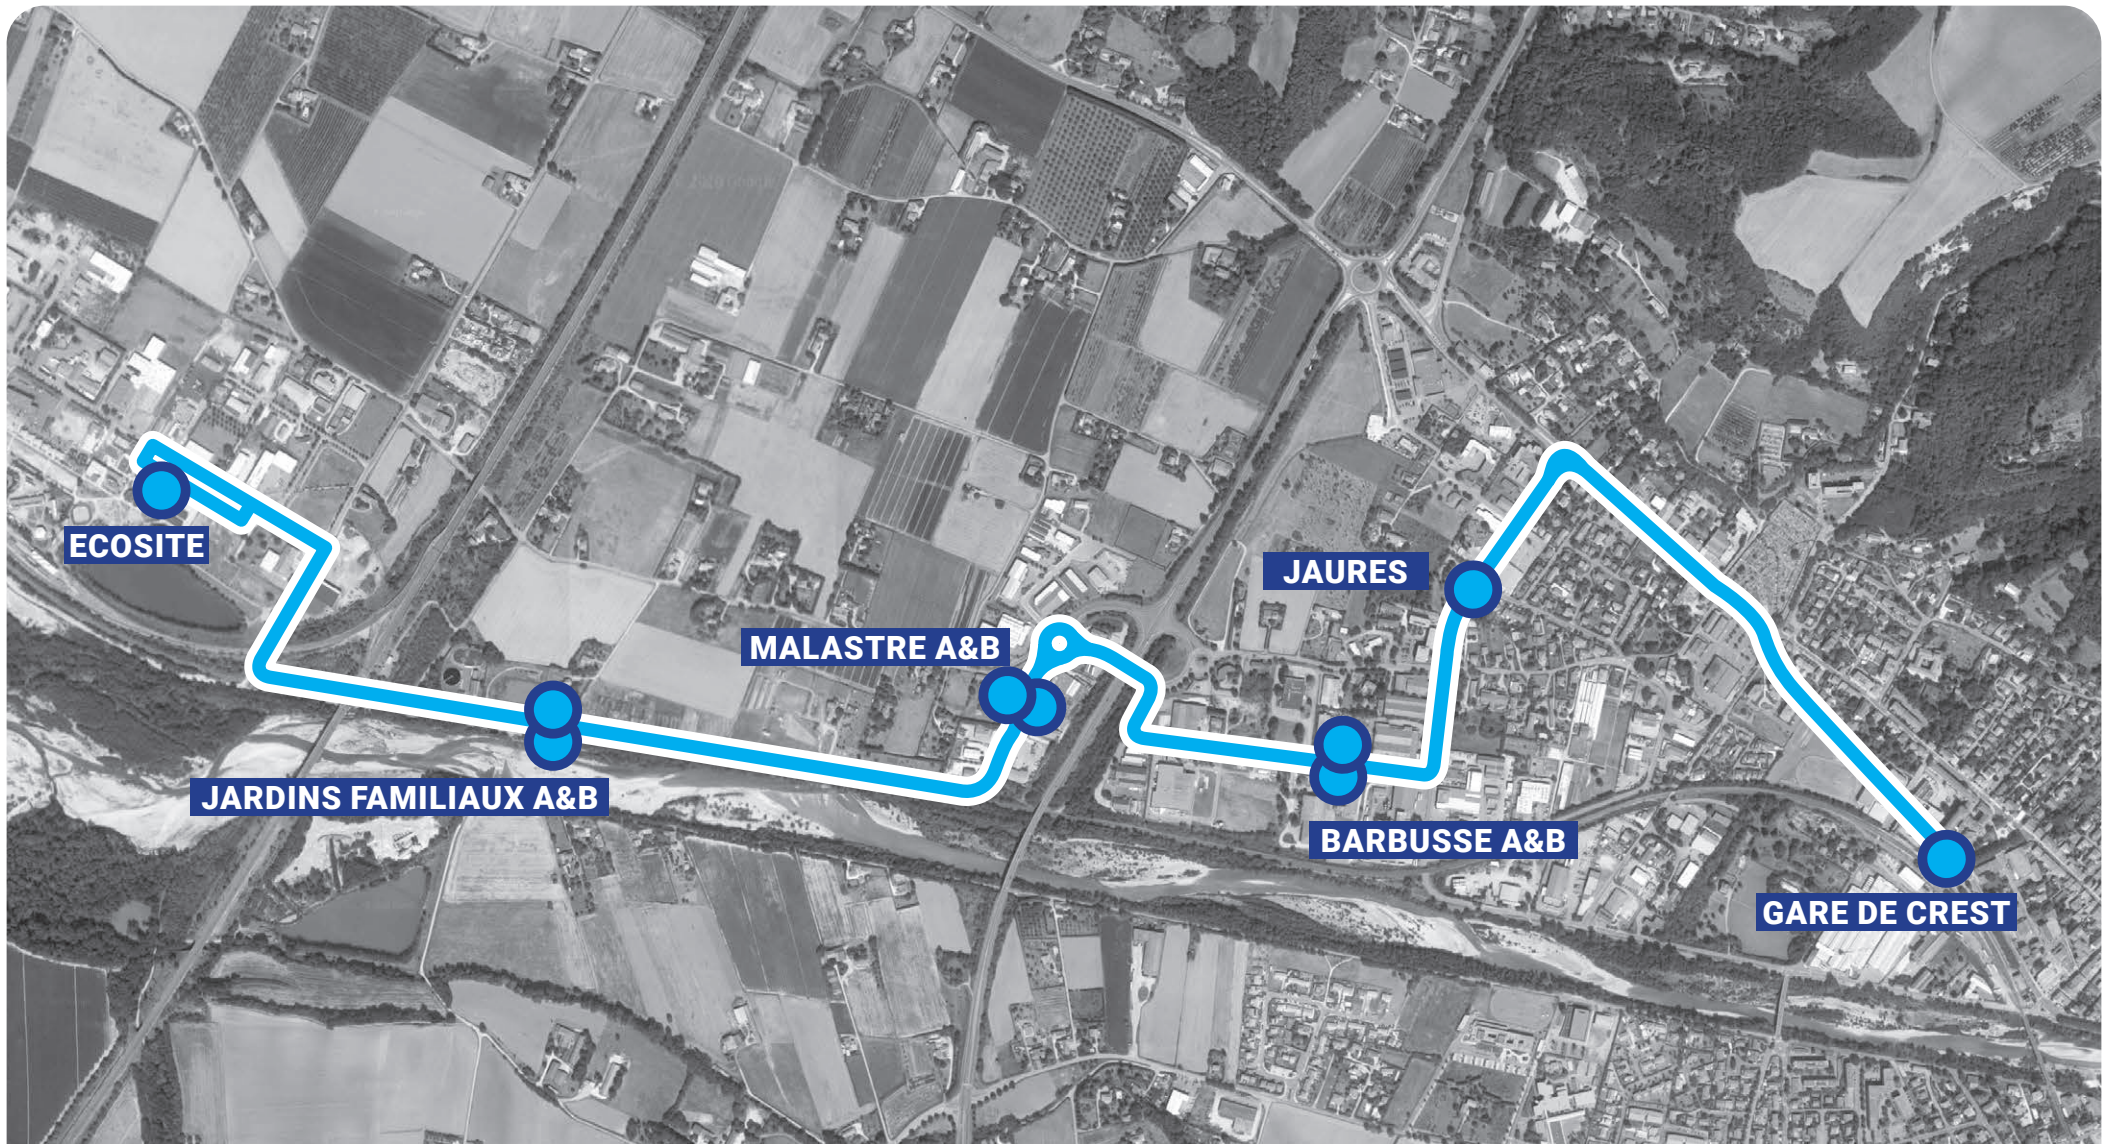 ECOSITE
JAURES
MALASTRE A&B
JARDINS FAMILIAUX A&B
BARBUSSE A&B
GARE DE CREST